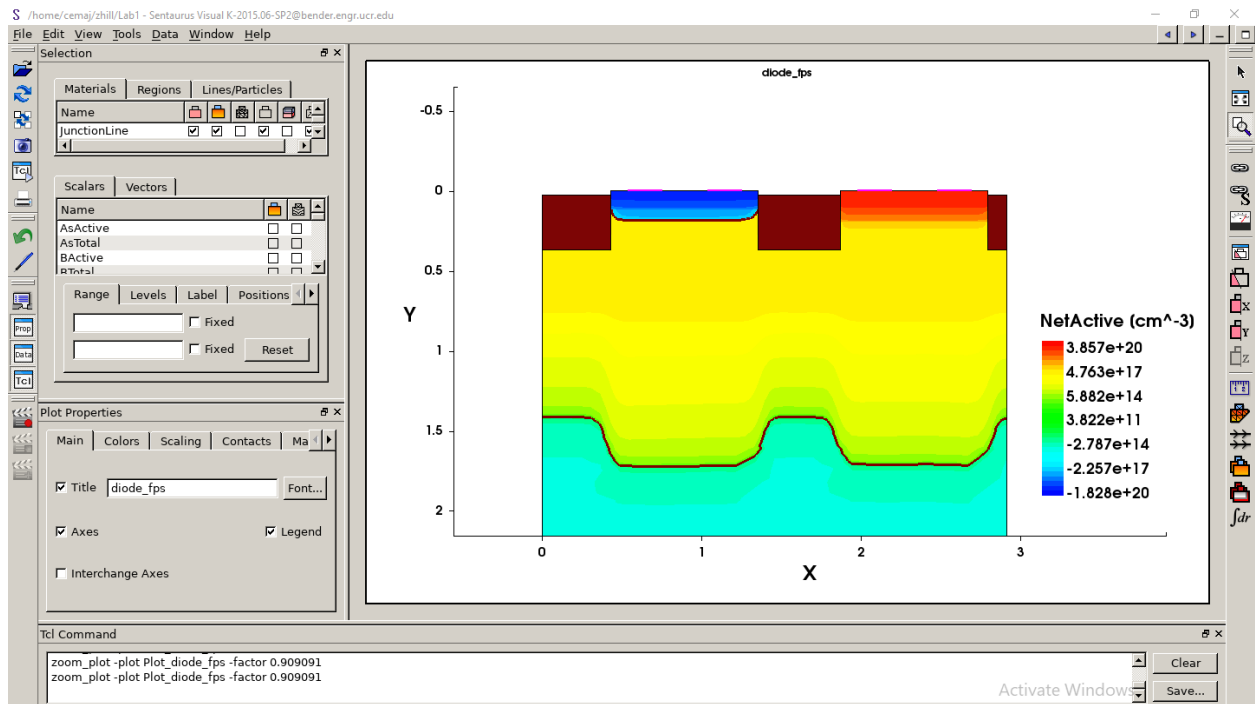 /home/cemaj/zhill/Lab1 - Sentaurus Visual K-2015.06-SP2@bender.engr.ucr.edu
File Edit View Tools Data Window Help
Selection
Materials Regions Lines/Particles
Name
JunctionLine
Scalars Vectors
Name
AsActive
AsTotal
BActive
BTotal
Range Levels Label Positions
Fixed
Fixed Reset
Plot Properties
Main Colors Scaling Contacts Ma
Title diode_fps Font...
Axes Legend
Interchange Axes
Tcl
Prop
Data
Tcl
diode_fps
-0.5
0
0.5
1
1.5
2
Y
0 1 2 3
X
NetActive (cm^-3)
3.857e+20
4.763e+17
5.882e+14
3.822e+11
-2.787e+14
-2.257e+17
-1.828e+20
S
X
Y
Z
∫dr
Tcl Command
zoom_plot -plot Plot_diode_fps -factor 0.909091
zoom_plot -plot Plot_diode_fps -factor 0.909091
Clear
Save...
Activate Windows